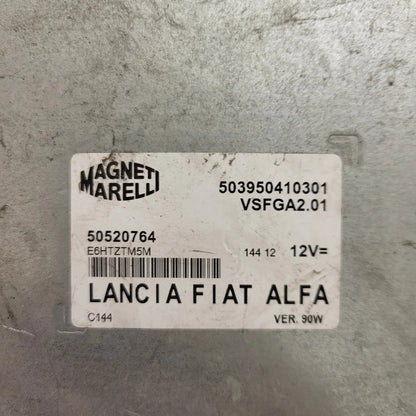 MAGNETI
MARELLI
503950410301
VSFGA2.01
50520764
E6HTZTM5M
144 12 12V=
LANCIA FIAT ALFA
C144 VER. 90W